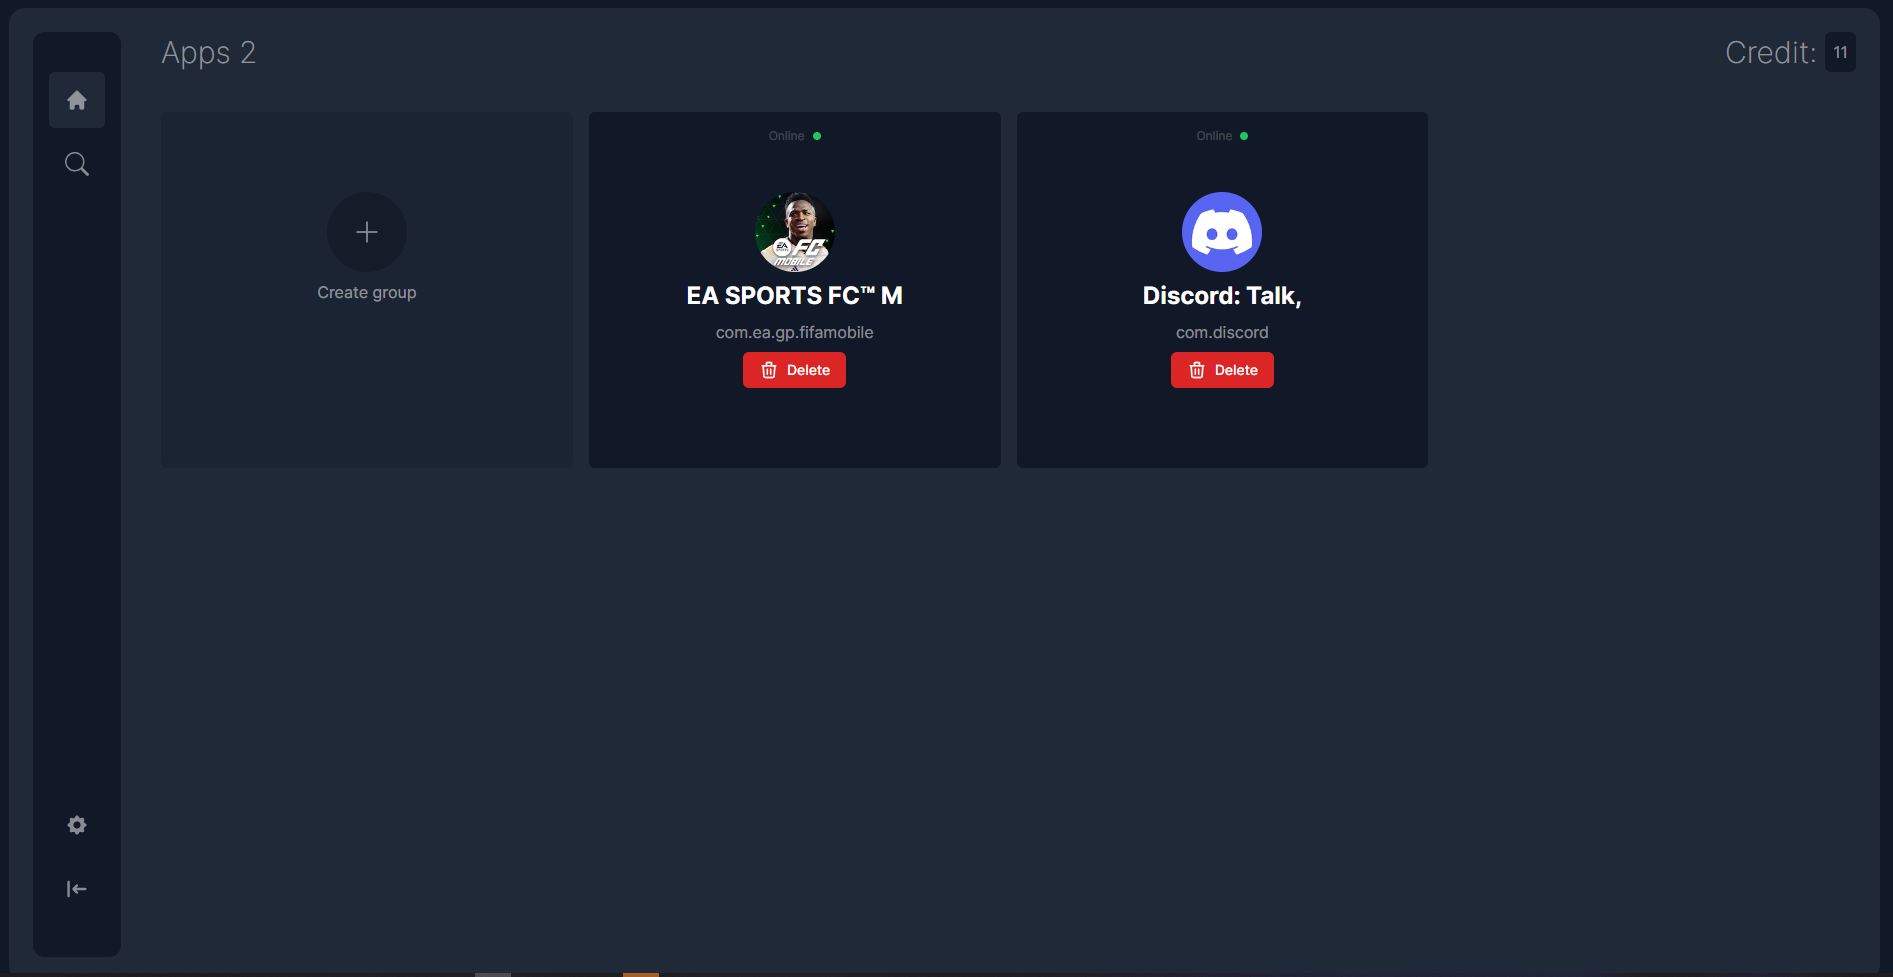 Apps 2
Credit: 11
Create group
Online
EA SPORTS FC MOBILE
EA SPORTS FC™ M
com.ea.gp.fifamobile
Delete
Online
Discord: Talk,
com.discord
Delete